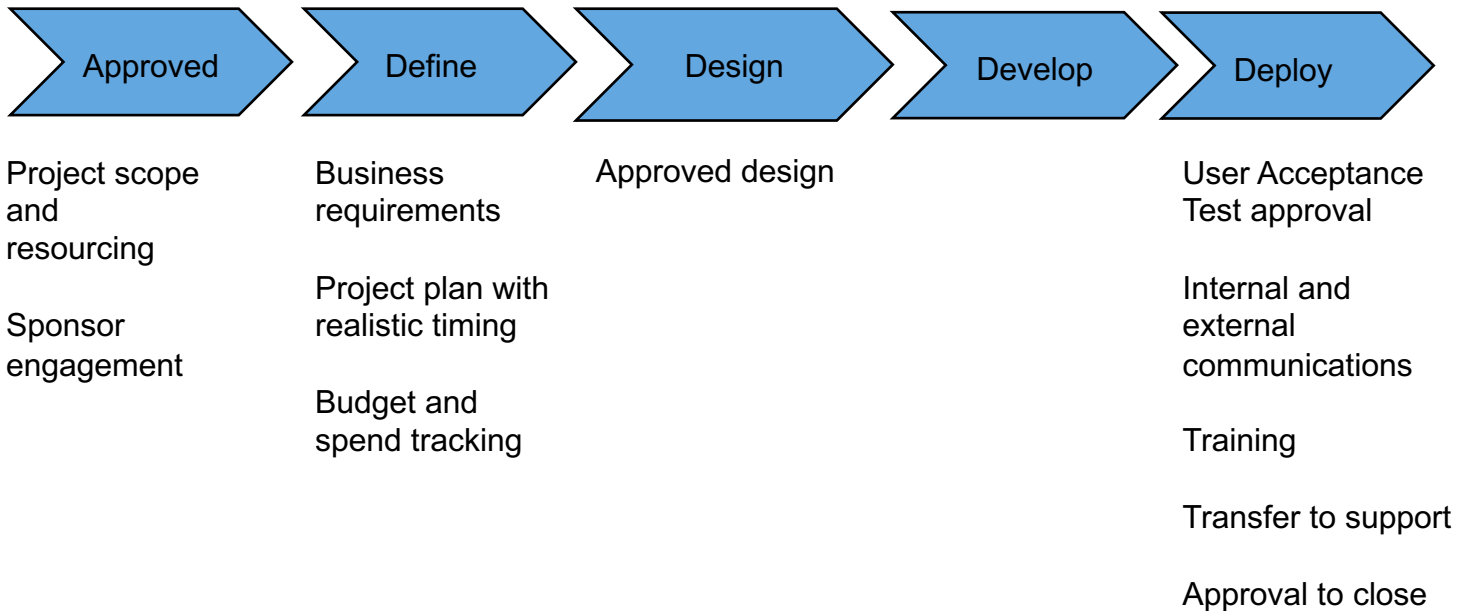 Approved
Define
Design
Develop
Deploy
Project scope
and
resourcing
Sponsor
engagement
Business
requirements
Project plan with
realistic timing
Budget and
spend tracking
Approved design
User Acceptance
Test approval
Internal and
external
communications
Training
Transfer to support
Approval to close